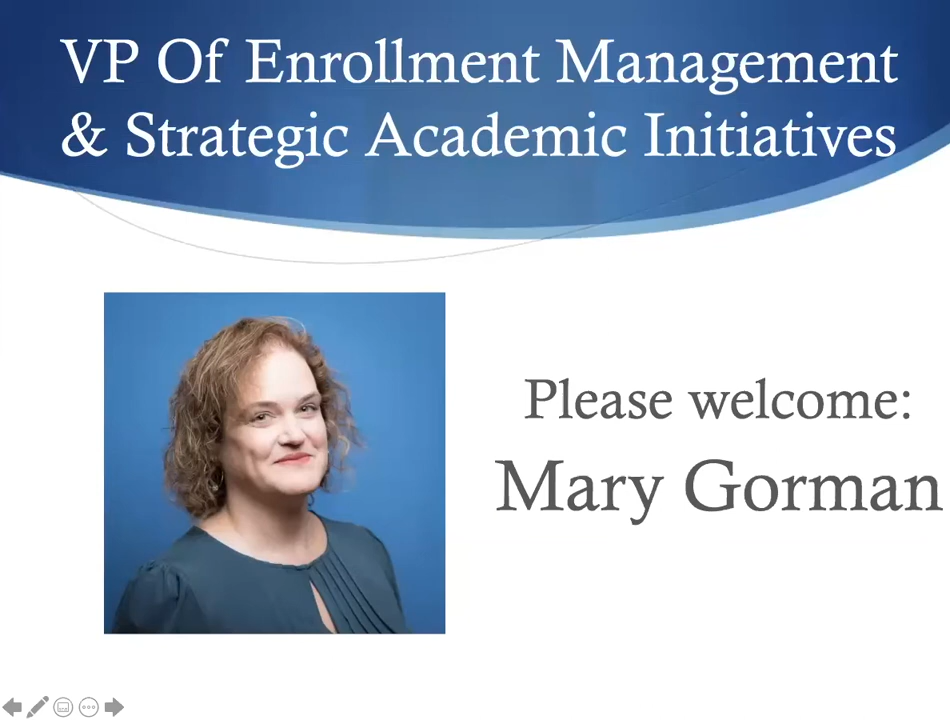 VP Of Enrollment Management
& Strategic Academic Initiatives
Please welcome:
Mary Gorman